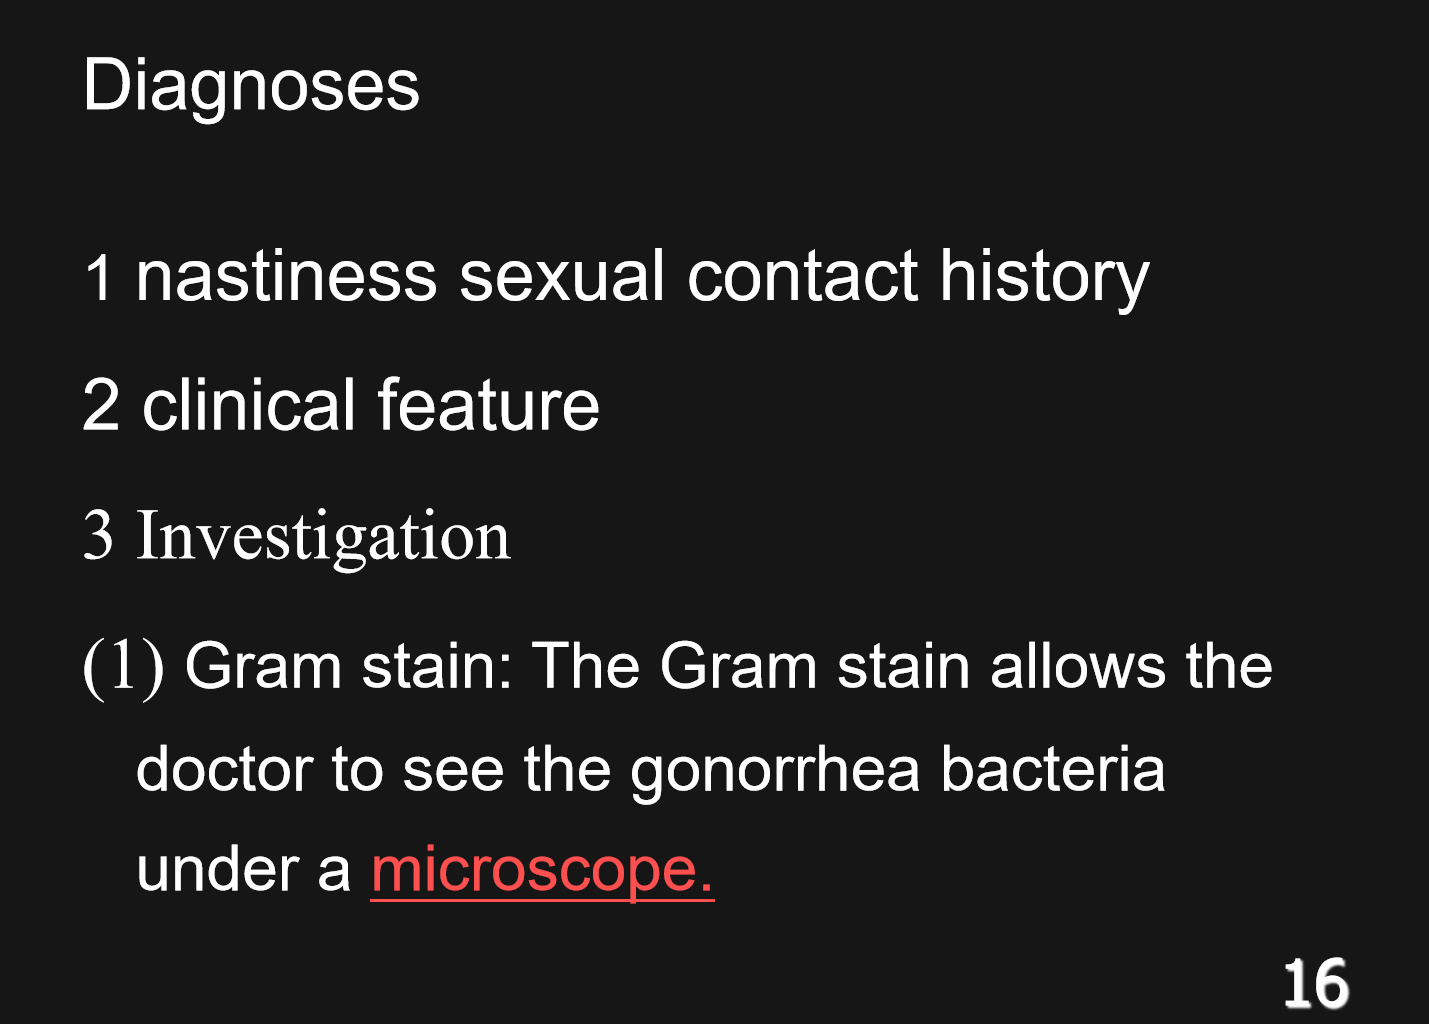 Diagnoses
1 nastiness sexual contact history
2 clinical feature
3 Investigation
(1) Gram stain: The Gram stain allows the
doctor to see the gonorrhea bacteria
under a microscope.
16